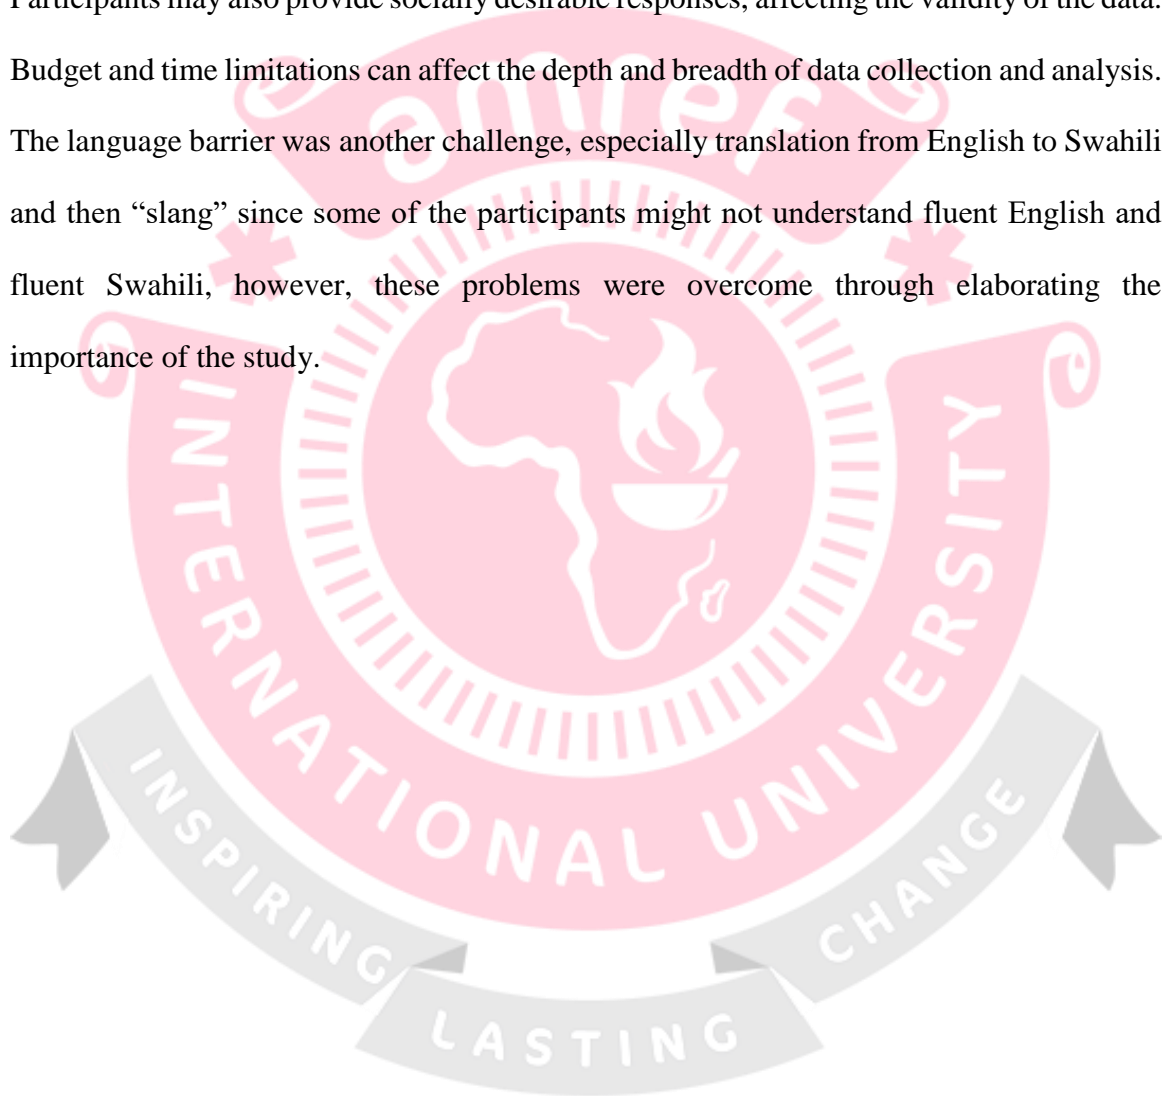 Participants may also provide socially desirable responses, affecting the validity of the data.
Budget and time limitations can affect the depth and breadth of data collection and analysis.
The language barrier was another challenge, especially translation from English to Swahili
and then “slang” since some of the participants might not understand fluent English and
fluent Swahili, however, these problems were overcome through elaborating the
importance of the study.
amref
INTERNATIONAL UNIVERSITY
INSPIRING LASTING CHANGE